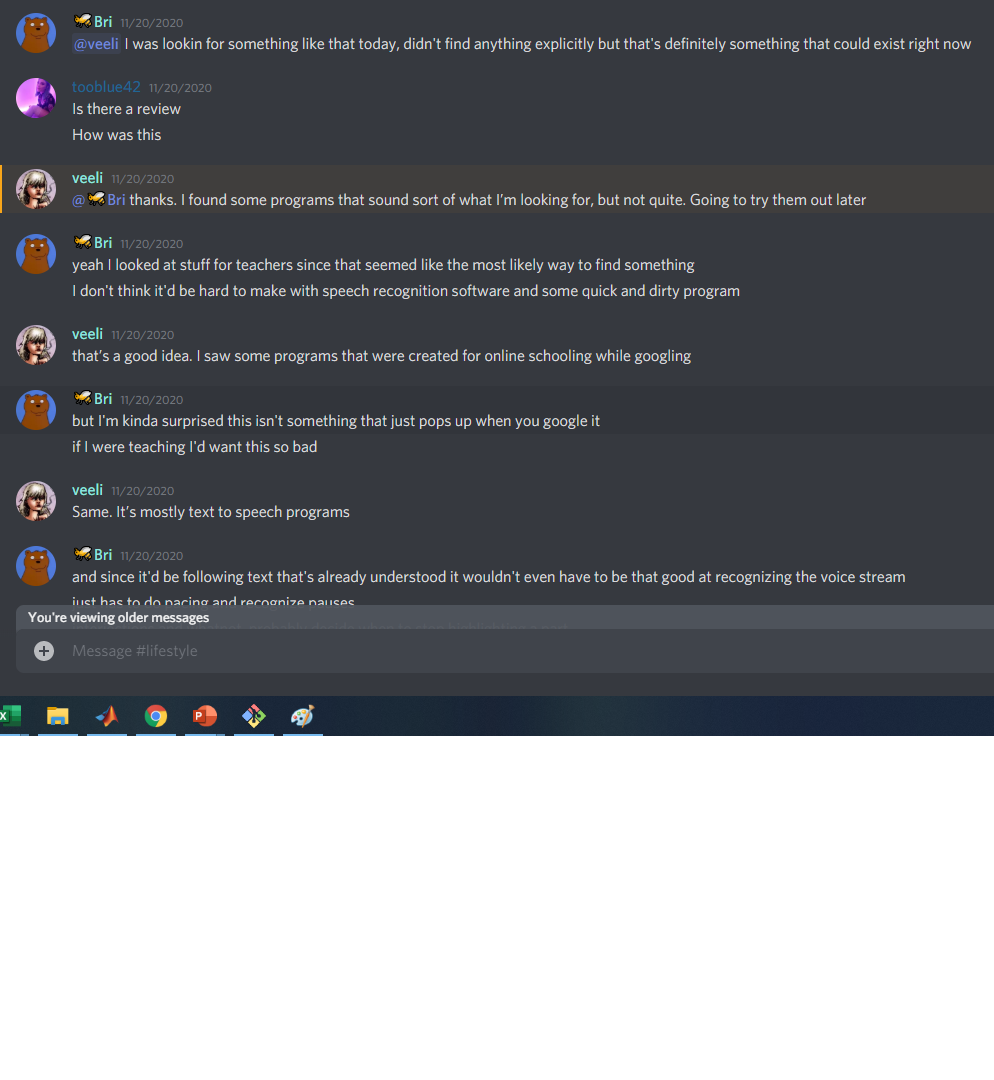 Bri 11/20/2020
@veeli I was lookin for something like that today, didn't find anything explicitly but that's definitely something that could exist right now
tooblue42 11/20/2020
Is there a review
How was this
veeli 11/20/2020
@Bri thanks. I found some programs that sound sort of what I'm looking for, but not quite. Going to try them out later
Bri 11/20/2020
yeah I looked at stuff for teachers since that seemed like the most likely way to find something
I don't think it'd be hard to make with speech recognition software and some quick and dirty program
veeli 11/20/2020
that's a good idea. I saw some programs that were created for online schooling while googling
Bri 11/20/2020
but I'm kinda surprised this isn't something that just pops up when you google it
if I were teaching I'd want this so bad
veeli 11/20/2020
Same. It's mostly text to speech programs
Bri 11/20/2020
and since it'd be following text that's already understood it wouldn't even have to be that good at recognizing the voice stream
just has to do pacing and recognize pauses
You're viewing older messages
Message #lifestyle
X
P